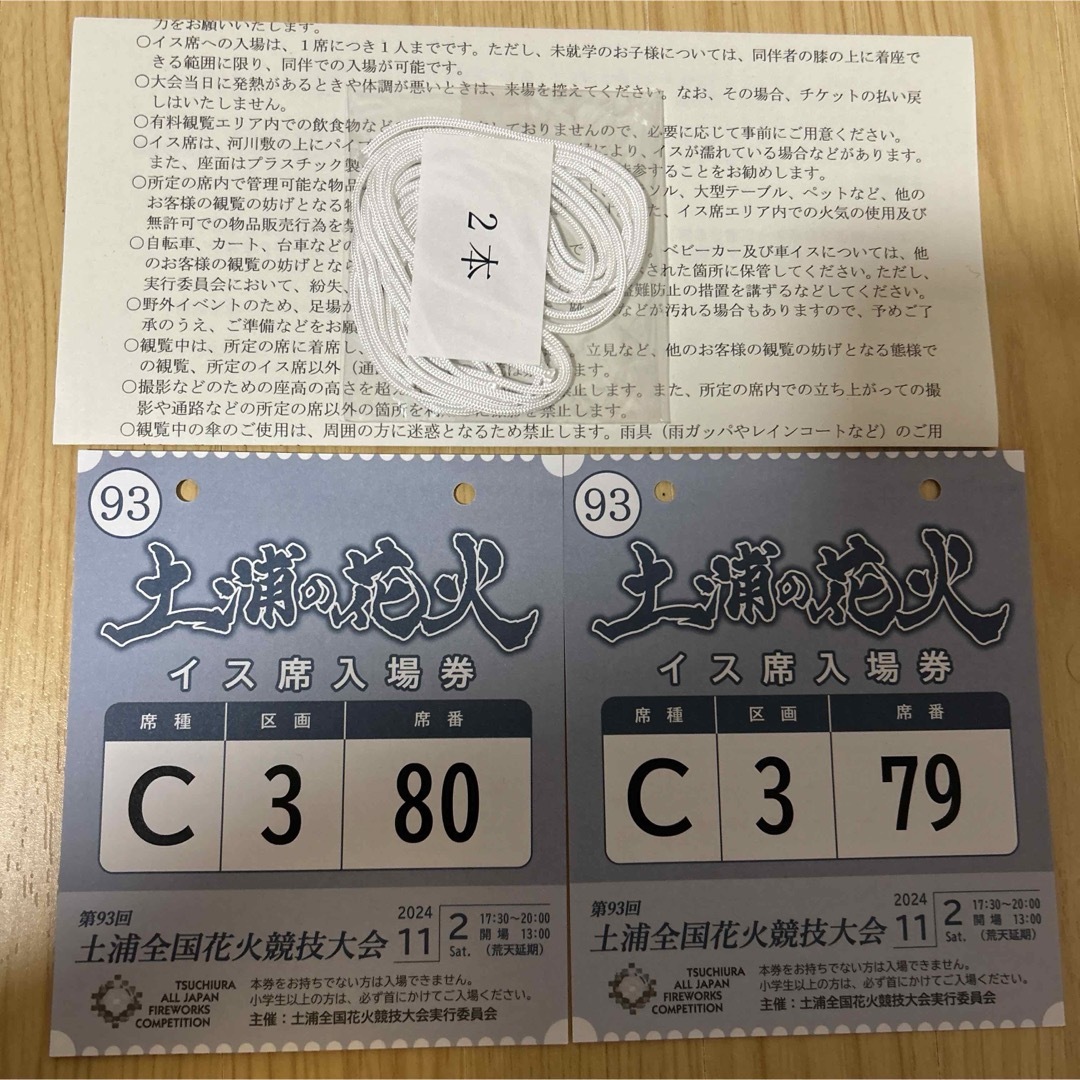 力をお願いいたします。
○イス席への入場は、1席につき1人までです。ただし、未就学のお子様については、同伴者の膝の上に着座で
きる範囲に限り、同伴での入場が可能です。
○大会当日に発熱があるときや体調が悪いときは、来場を控えてください。なお、その場合、チケットの払い戻
しはいたしません。
○有料観覧エリア内での飲食物など しておりませんので、必要に応じて事前にご用意ください。
○イス席は、河川敷の上にパイプ により、イスが濡れている場合などがあります。
また、座面はプラスチック製 持参することをお勧めします。
○所定の席内で管理可能な物品 ソル、大型テーブル、ペットなど、他の
お客様の観覧の妨げとなる物 た、イス席エリア内での火気の使用及び
無許可での物品販売行為を禁
○自転車、カート、台車などの ベビーカー及び車イスについては、他
のお客様の観覧の妨げとなら された箇所に保管してください。ただし、
実行委員会において、紛失、 盗難防止の措置を講ずるなどしてください。
○野外イベントのため、足場が などが汚れる場合もありますので、予めご了
承のうえ、ご準備などをお願
○観覧中は、所定の席に着席し、 立見など、他のお客様の観覧の妨げとなる態様で
の観覧、所定のイス席以外(通 ます。
○撮影などのための座高の高さを超え 禁止します。また、所定の席内での立ち上がっての撮
影や通路などの所定の席以外の箇所を利 を禁止します。
○観覧中の傘のご使用は、周囲の方に迷惑となるため禁止します。雨具(雨ガッパやレインコートなど)のご用
2本
93
土浦の花火
イス席入場券
席種 区画 席番
C 3 80
第93回
土浦全国花火競技大会
2024
11 2 Sat.
17:30~20:00
開場 13:00
(荒天延期)
TSUCHIURA
ALL JAPAN
FIREWORKS
COMPETITION
本券をお持ちでない方は入場できません。
小学生以上の方は、必ず首にかけてご入場ください。
主催:土浦全国花火競技大会実行委員会
93
土浦の花火
イス席入場券
席種 区画 席番
C 3 79
第93回
土浦全国花火競技大会
2024
11 2 Sat.
17:30~20:00
開場 13:00
(荒天延期)
TSUCHIURA
ALL JAPAN
FIREWORKS
COMPETITION
本券をお持ちでない方は入場できません。
小学生以上の方は、必ず首にかけてご入場ください。
主催:土浦全国花火競技大会実行委員会